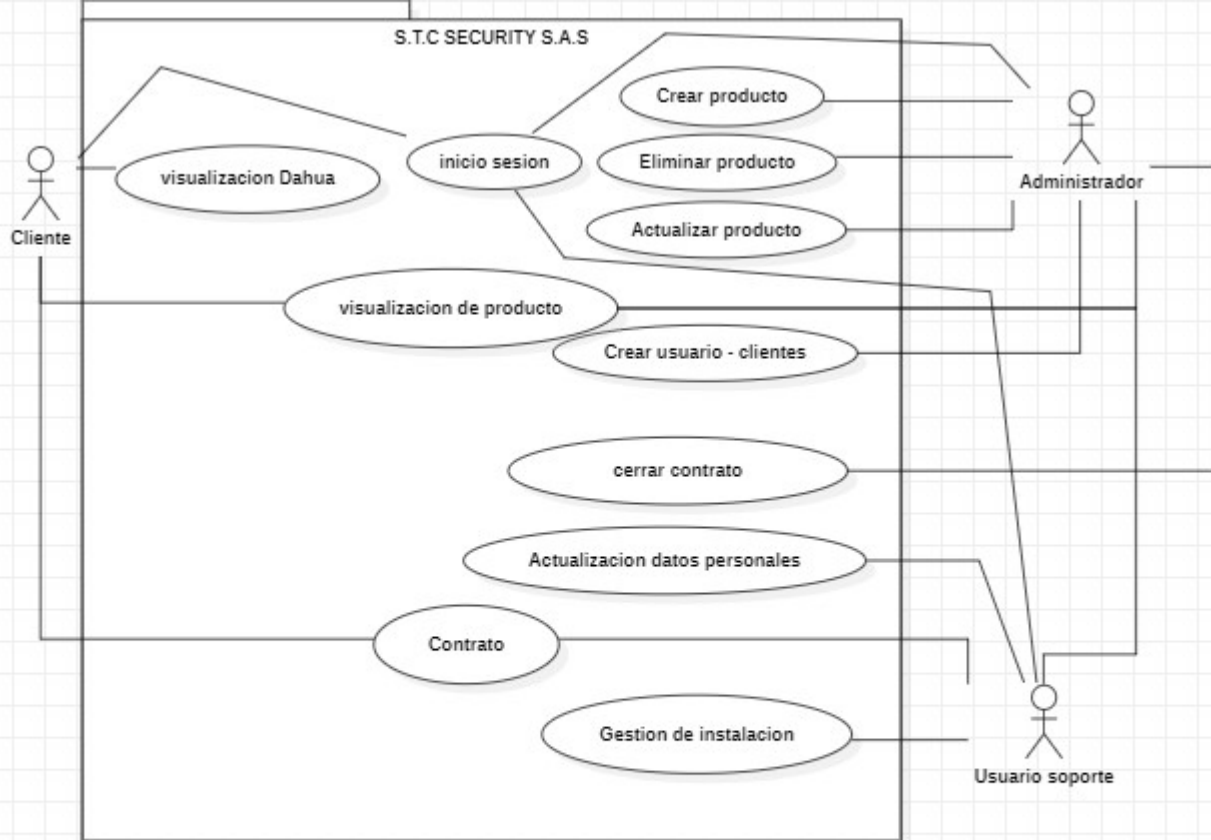 S.T.C SECURITY S.A.S
Crear producto
inicio sesion
Eliminar producto
visualizacion Dahua
Administrador
Actualizar producto
Cliente
visualizacion de producto
Crear usuario - clientes
cerrar contrato
Actualizacion datos personales
Contrato
Gestion de instalacion
Usuario soporte